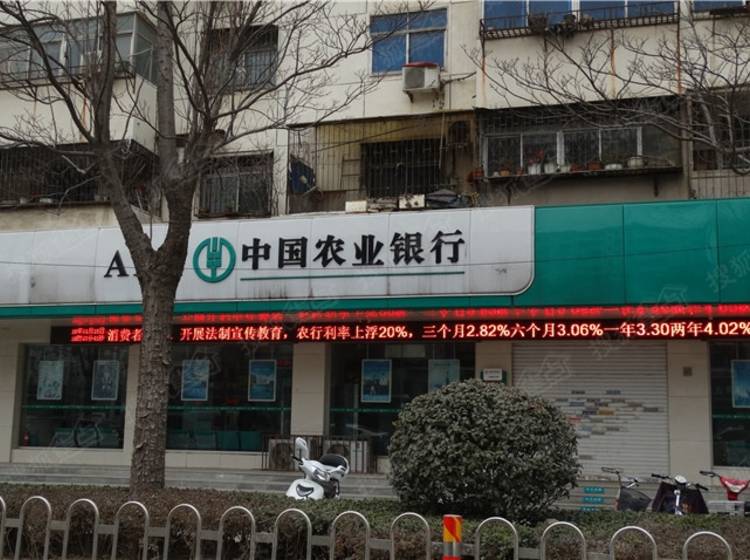 A
中国农业银行
消费者 开展法制宣传教育，农行利率上浮20%，三个月2.82%六个月3.06%一年3.30两年4.02%